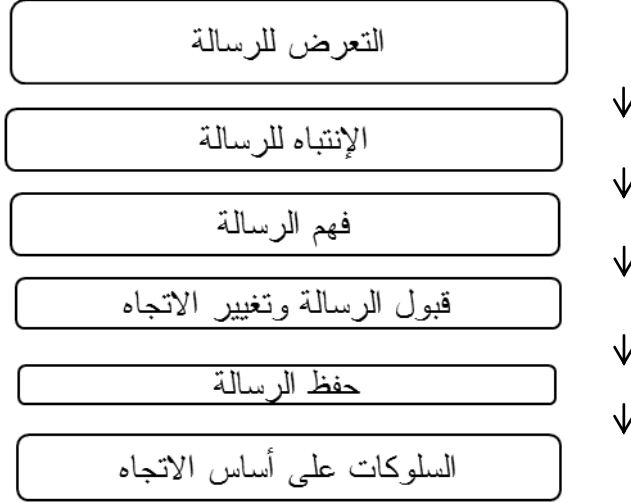 التعرض للرسالة
الإنتباه للرسالة
فهم الرسالة
قبول الرسالة وتغيير الاتجاه
حفظ الرسالة
السلوكات على أساس الاتجاه